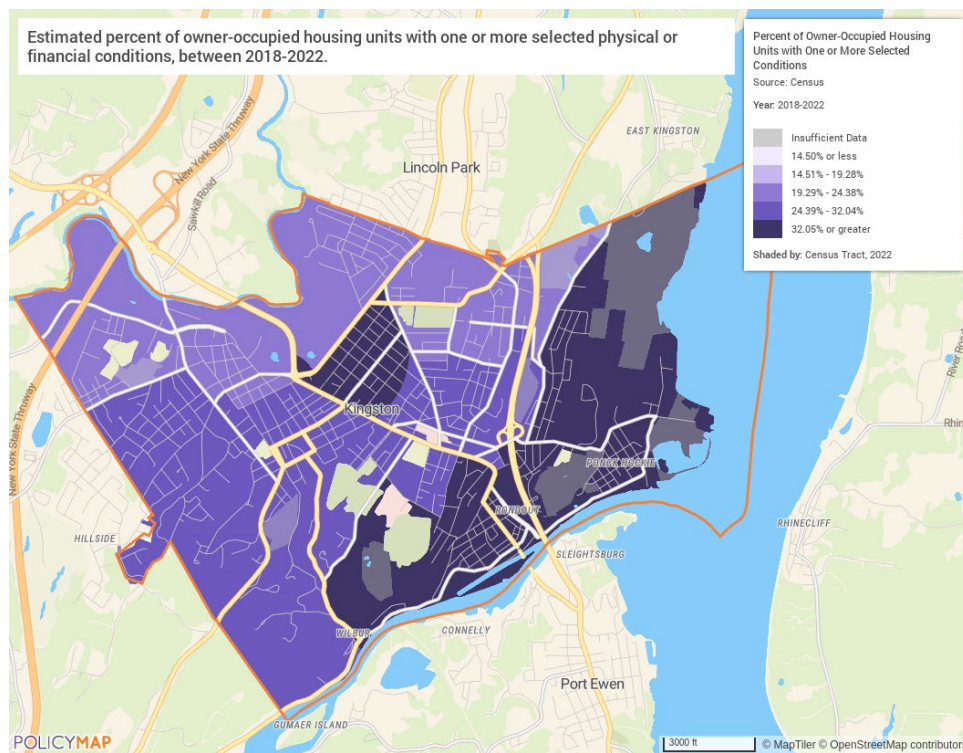 Estimated percent of owner-occupied housing units with one or more selected physical or
financial conditions, between 2018-2022.
Percent of Owner-Occupied Housing
Units with One or More Selected
Conditions
Source: Census
Year: 2018-2022
Insufficient Data
14.50% or less
14.51% - 19.28%
19.29% - 24.38%
24.39% - 32.04%
32.05% or greater
Shaded by: Census Tract, 2022
New York State Thruway
Sawkill Road
Lincoln Park
EAST KINGSTON
River Road
Kingston
New York State Thruway
PONCK HOCKIE
RONDOUT
RHINECLIFF
HILLSIDE
SLEIGHTSBURG
WILBUR
CONNELLY
Port Ewen
GUMAER ISLAND
POLICYMAP
3000 ft
© MapTiler © OpenStreetMap contributors